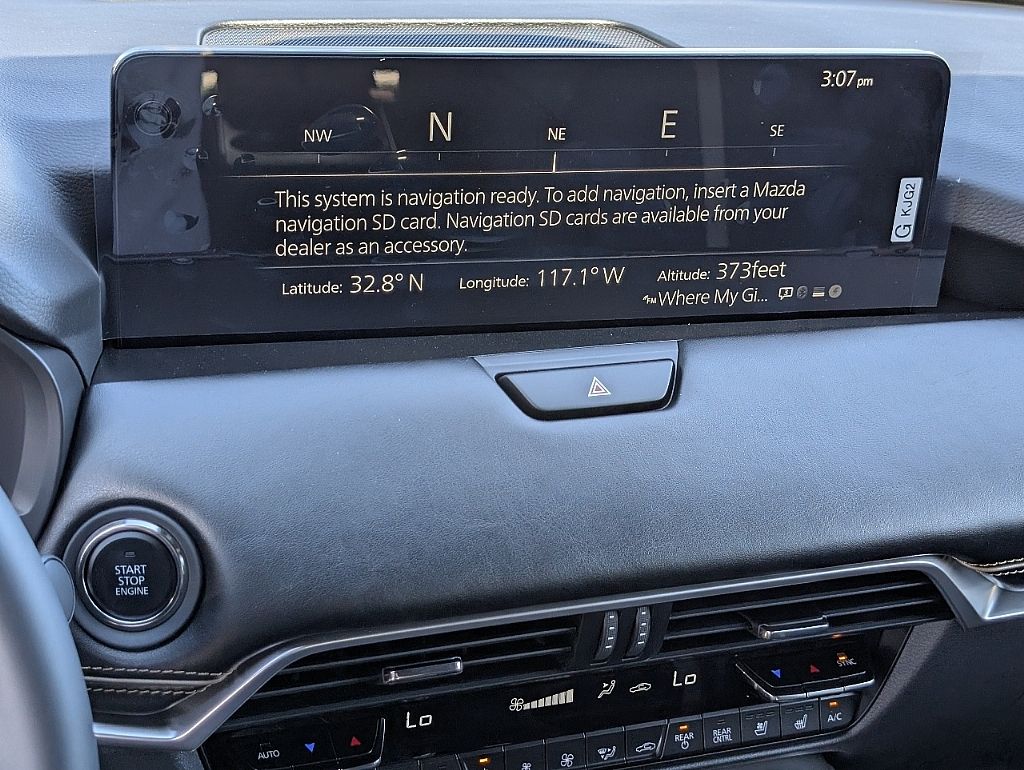 3:07pm
NW N NE E SE
This system is navigation ready. To add navigation, insert a Mazda
navigation SD card. Navigation SD cards are available from your
dealer as an accessory.
G KJG2
Latitude: 32.8° N Longitude: 117.1° W Altitude: 373feet
FM Where My Gi...
START
STOP
ENGINE
SYNC
Lo Lo
AUTO
REAR
REAR
CNTRL
A/C